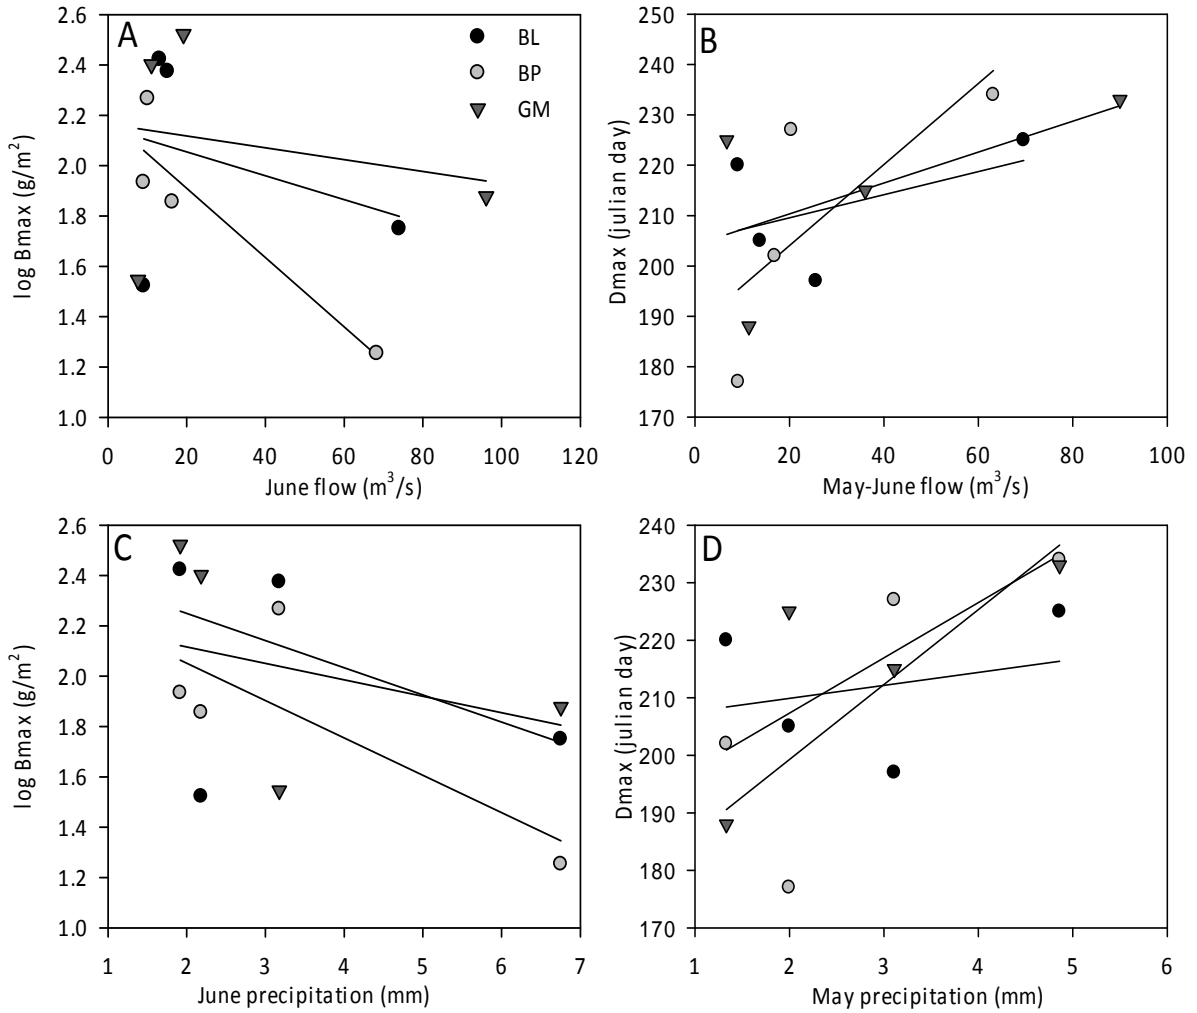 A
BL
BP
GM
2.6
2.4
2.2
2.0
1.8
1.6
1.4
1.2
1.0
log Bmax (g/m²)
0 20 40 60 80 100 120
June flow (m³/s)
B
250
240
230
220
210
200
190
180
170
Dmax (julian day)
0 20 40 60 80 100
May-June flow (m³/s)
C
2.6
2.4
2.2
2.0
1.8
1.6
1.4
1.2
1.0
log Bmax (g/m²)
1 2 3 4 5 6 7
June precipitation (mm)
D
240
230
220
210
200
190
180
170
Dmax (julian day)
1 2 3 4 5 6
May precipitation (mm)